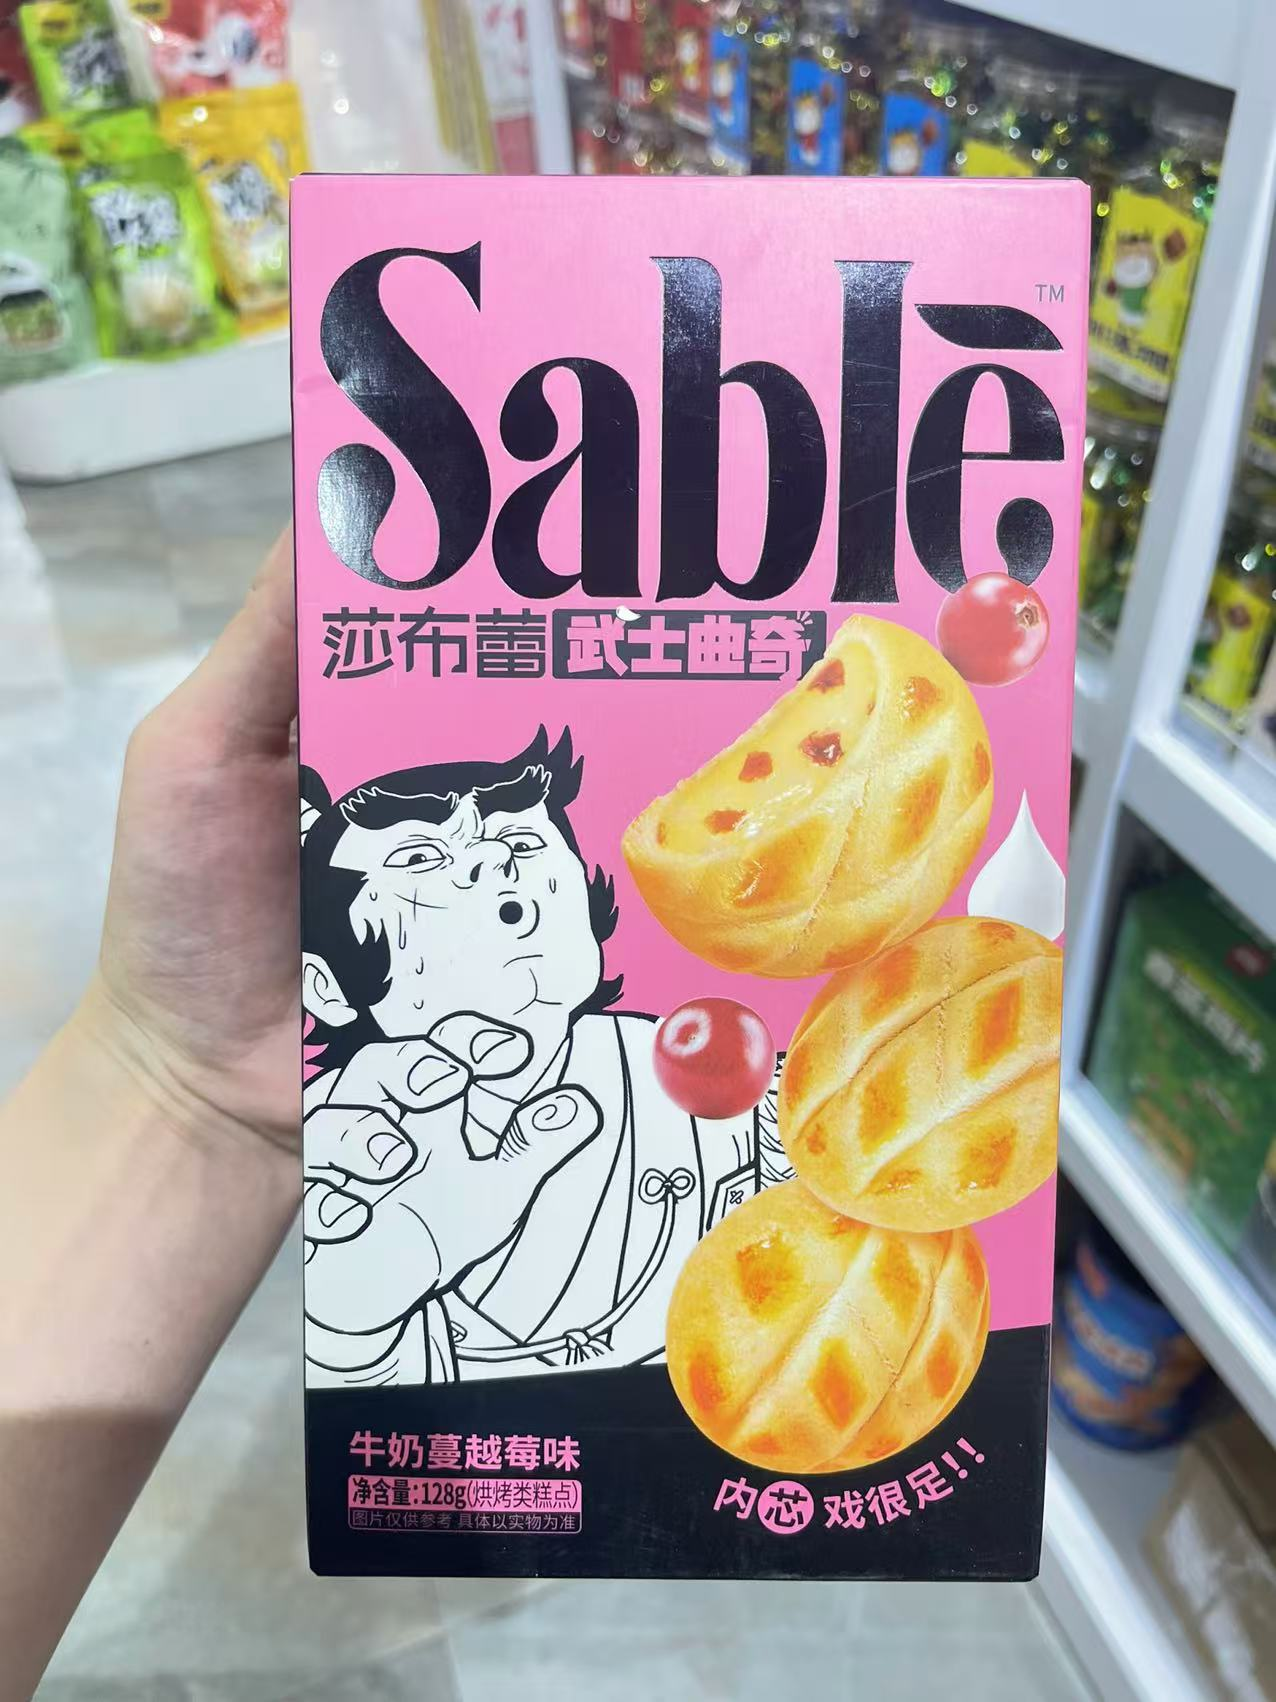 Sablē
TM
莎布蕾 武士曲奇
牛奶蔓越莓味
净含量:128g(烘烤类糕点)
图片仅供参考 具体以实物为准
内芯戏很足!!